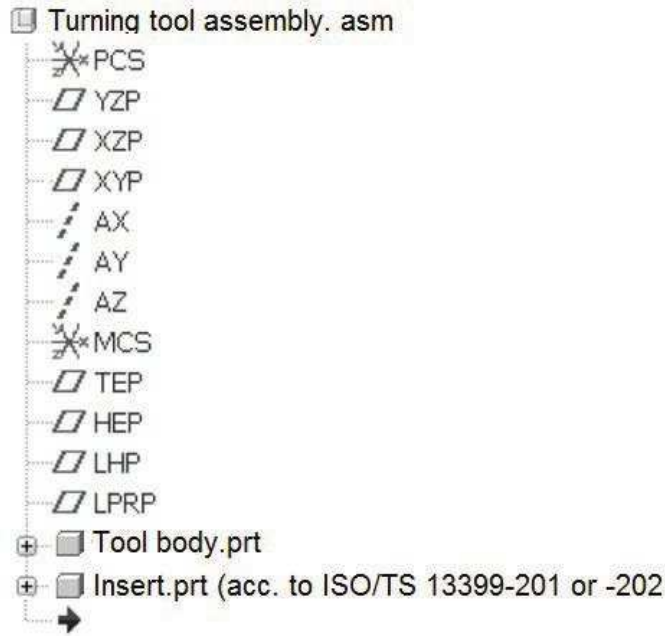 Turning tool assembly. asm
PCS
YZP
XZP
XYP
AX
AY
AZ
MCS
TEP
HEP
LHP
LPRP
Tool body.prt
Insert.prt (acc. to ISO/TS 13399-201 or -202